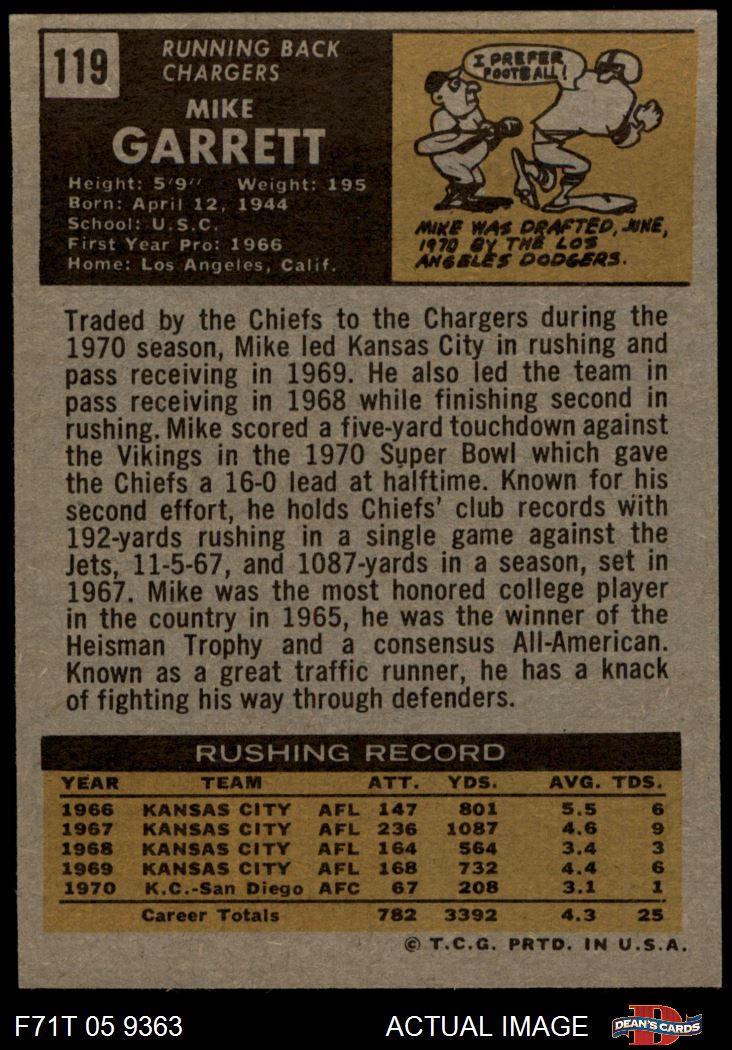 119
RUNNING BACK
CHARGERS
MIKE
GARRETT
Height: 5'9" Weight: 195
Born: April 12, 1944
School: U.S.C.
First Year Pro: 1966
Home: Los Angeles, Calif.
I PREFER
FOOTBALL!
MIKE WAS DRAFTED, JUNE,
1970 BY THE LOS
ANGELES DODGERS.
Traded by the Chiefs to the Chargers during the
1970 season, Mike led Kansas City in rushing and
pass receiving in 1969. He also led the team in
pass receiving in 1968 while finishing second in
rushing. Mike scored a five-yard touchdown against
the Vikings in the 1970 Super Bowl which gave
the Chiefs a 16-0 lead at halftime. Known for his
second effort, he holds Chiefs' club records with
192-yards rushing in a single game against the
Jets, 11-5-67, and 1087-yards in a season, set in
1967. Mike was the most honored college player
in the country in 1965, he was the winner of the
Heisman Trophy and a consensus All-American.
Known as a great traffic runner, he has a knack
of fighting his way through defenders.
RUSHING RECORD
YEAR TEAM ATT. YDS. AVG. TDS.
1966 KANSAS CITY AFL 147 801 5.5 6
1967 KANSAS CITY AFL 236 1087 4.6 9
1968 KANSAS CITY AFL 164 564 3.4 3
1969 KANSAS CITY AFL 168 732 4.4 6
1970 K.C.-San Diego AFC 67 208 3.1 1
Career Totals 782 3392 4.3 25
© T.C.G. PRTD. IN U.S.A.
F71T 05 9363 ACTUAL IMAGE
D
DEAN'S CARDS